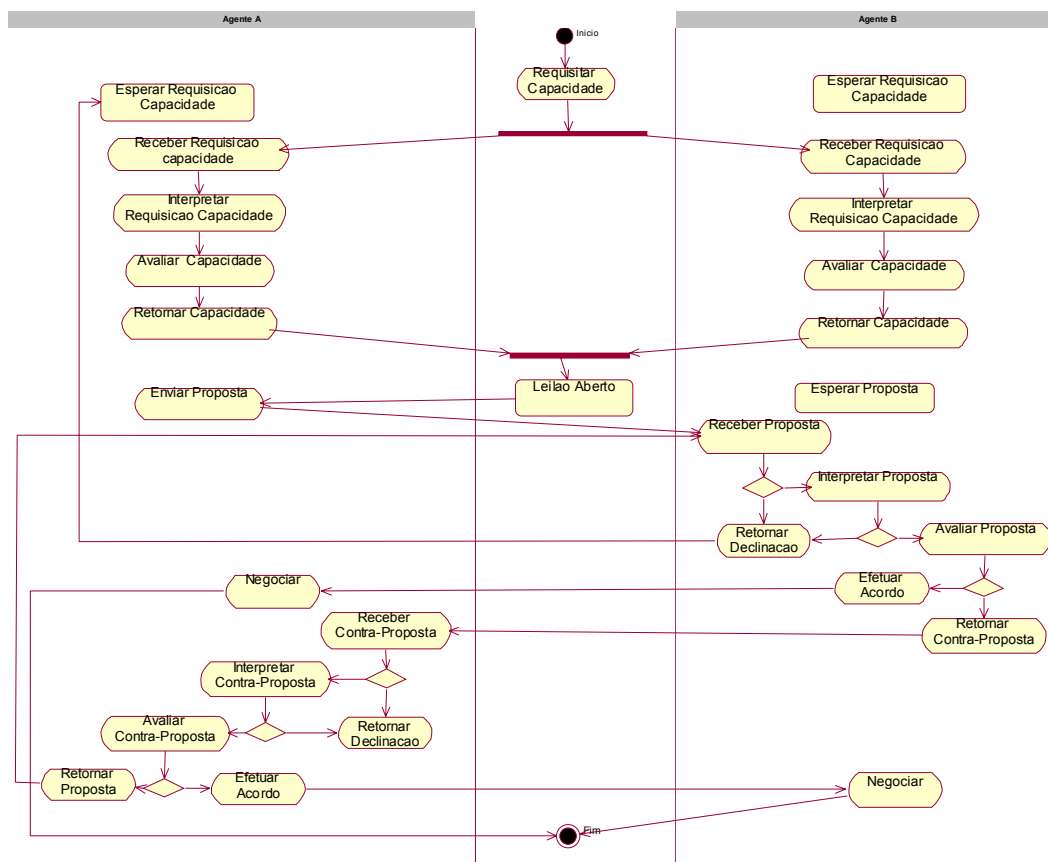 Agente A
Agente B
Inicio
Requisitar
Capacidade
Esperar Requisicao
Capacidade
Esperar Requisicao
Capacidade
Receber Requisicao
capacidade
Receber Requisicao
Capacidade
Interpretar
Requisicao Capacidade
Interpretar
Requisicao Capacidade
Avaliar Capacidade
Avaliar Capacidade
Retornar Capacidade
Retornar Capacidade
Leilao Aberto
Enviar Proposta
Esperar Proposta
Receber Proposta
Interpretar Proposta
Retornar
Declinacao
Avaliar Proposta
Negociar
Efetuar
Acordo
Receber
Contra-Proposta
Retornar
Contra-Proposta
Interpretar
Contra-Proposta
Avaliar
Contra-Proposta
Retornar
Declinacao
Retornar
Proposta
Efetuar
Acordo
Negociar
Fim